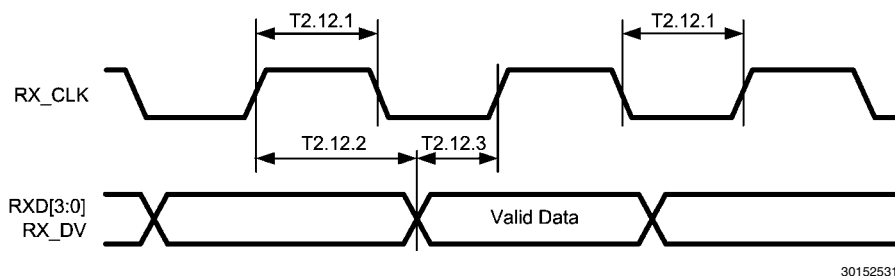 T2.12.1
T2.12.1
RX_CLK
T2.12.2
T2.12.3
RXD[3:0]
RX_DV
Valid Data
30152531